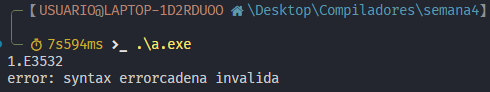 [USUARIO@LAPTOP-1D2RDUOO \Desktop\Compiladores\semana4]
7s594ms >_ .\a.exe
1.E3532
error: syntax errorcadena invalida